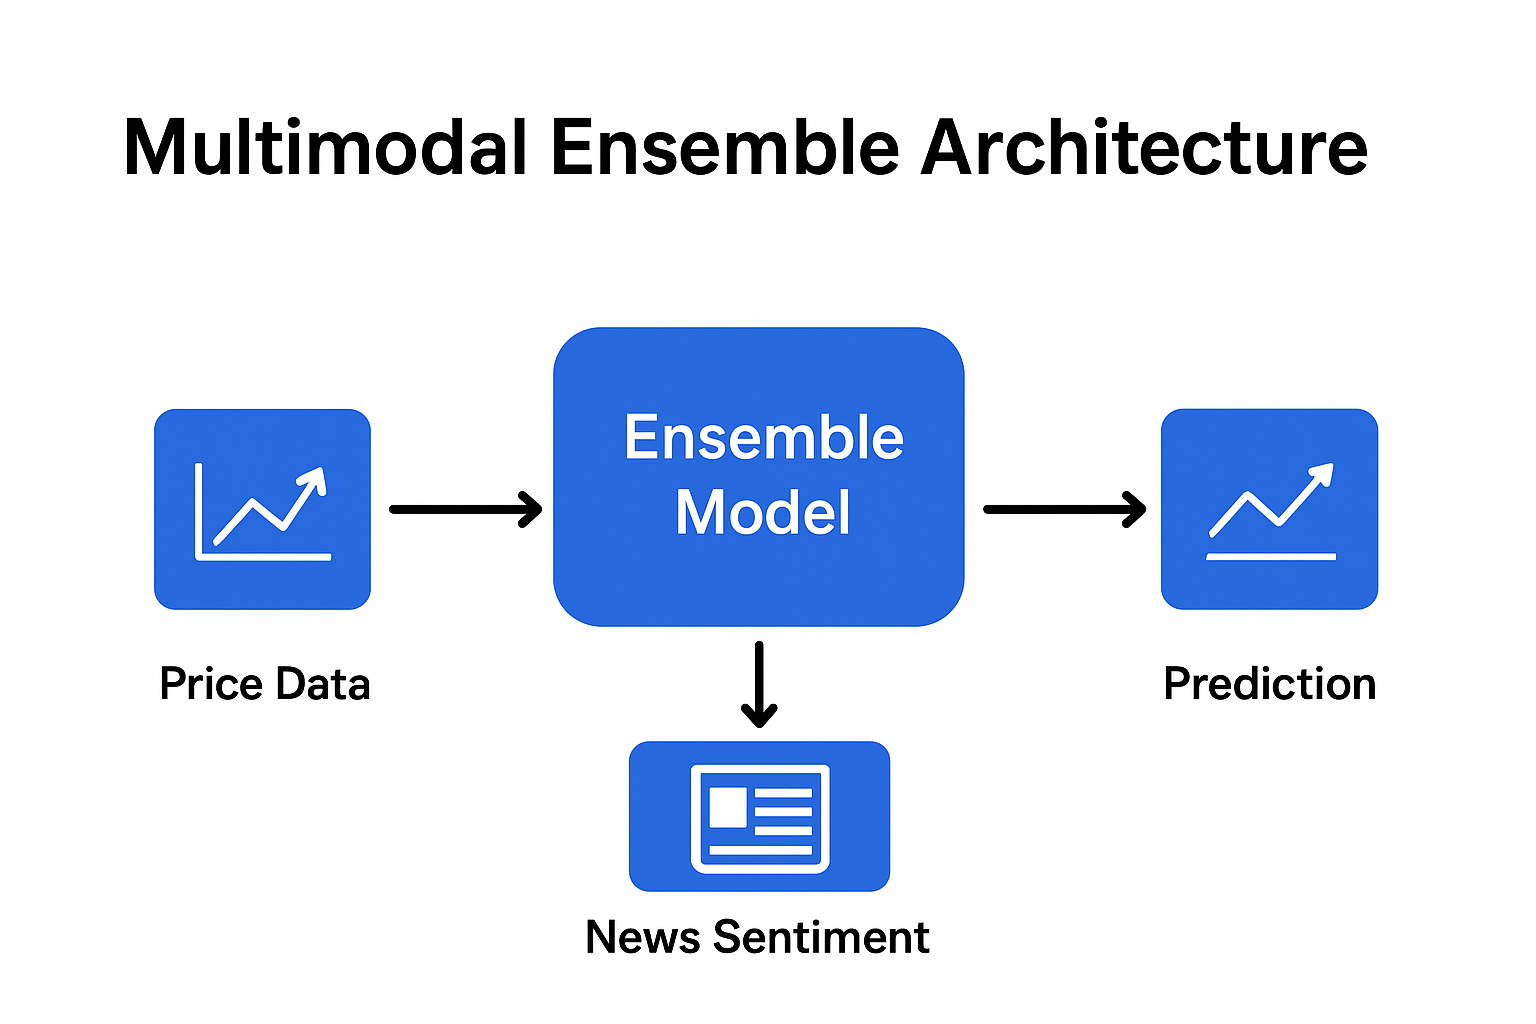 Multimodal Ensemble Architecture
Ensemble
Model
Price Data
Prediction
News Sentiment